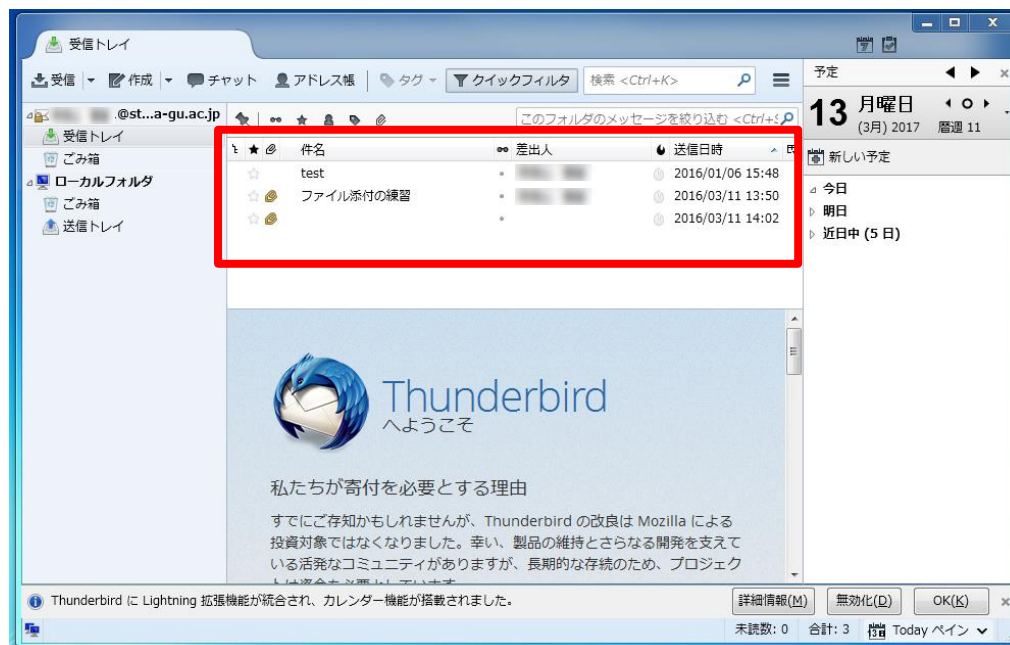 受信トレイ
受信 作成 チャット アドレス帳 タグ クイックフィルタ 検索 <Ctrl+K>
予定
.@st...a-gu.ac.jp
受信トレイ
ごみ箱
ローカルフォルダ
ごみ箱
送信トレイ
このフォルダのメッセージを絞り込む <Ctrl+
件名 差出人 送信日時
test 2016/01/06 15:48
ファイル添付の練習 2016/03/11 13:50
2016/03/11 14:02
13 月曜日
(3月) 2017 暦週 11
新しい予定
今日
明日
近日中 (5 日)
Thunderbird
へようこそ
私たちが寄付を必要とする理由
すでにご存知かもしれませんが、Thunderbird の改良は Mozilla による
投資対象ではなくなりました。幸い、製品の維持とさらなる開発を支えて
いる活発なコミュニティがありますが、長期的な存続のため、プロジェク
Thunderbird に Lightning 拡張機能が統合され、カレンダー機能が搭載されました。
詳細情報(M) 無効化(D) OK(K)
未読数: 0 合計: 3 Today ペイン